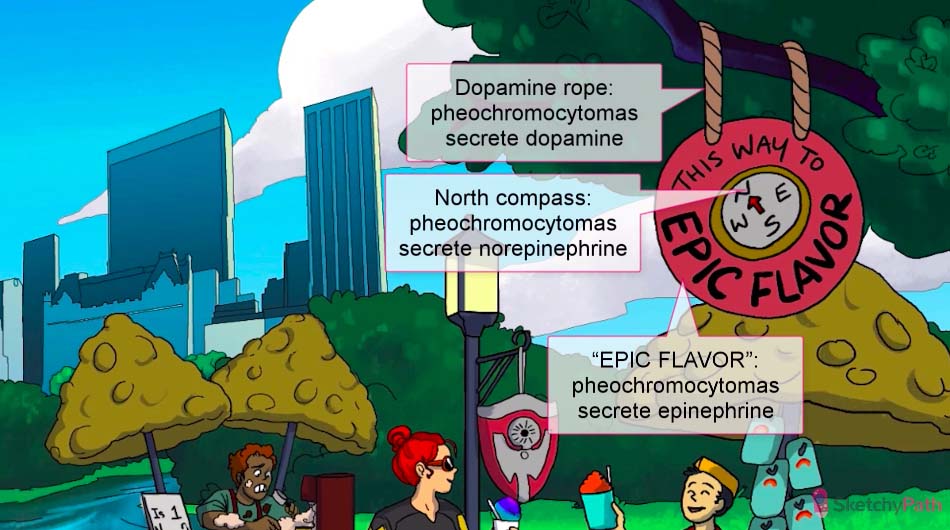 Dopamine rope:
pheochromocytomas
secrete dopamine
THIS WAY TO
N
E
W
S
EPIC FLAVOR
North compass:
pheochromocytomas
secrete norepinephrine
“EPIC FLAVOR”:
pheochromocytomas
secrete epinephrine
Is 1
SketchyPath